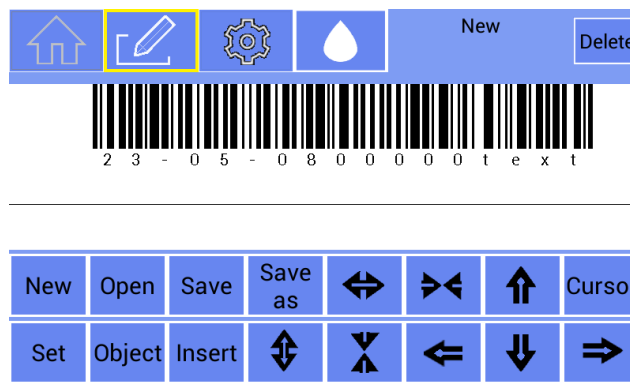 New
Delete
23-05-0800000text
New Open Save Save as Curso
Set Object Insert